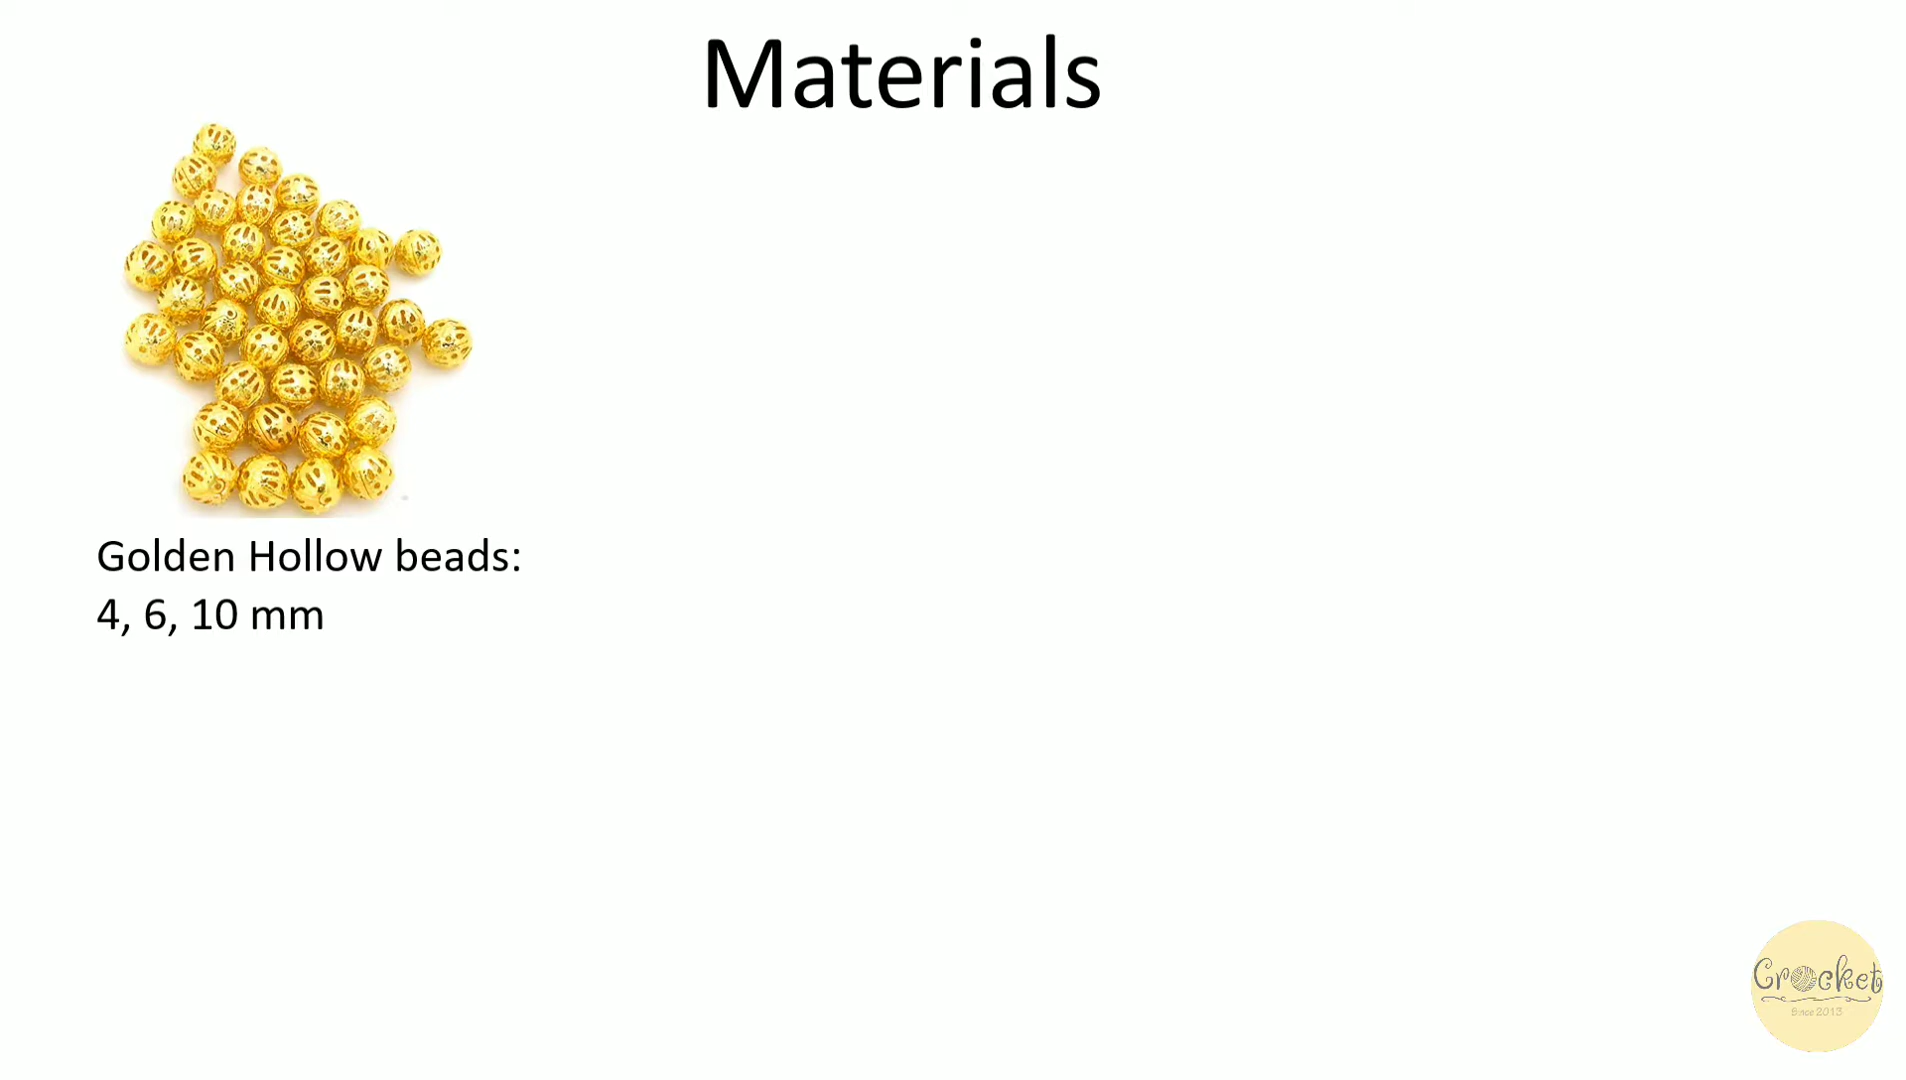 Materials
Golden Hollow beads:
4, 6, 10 mm
Crocket
Since 2013